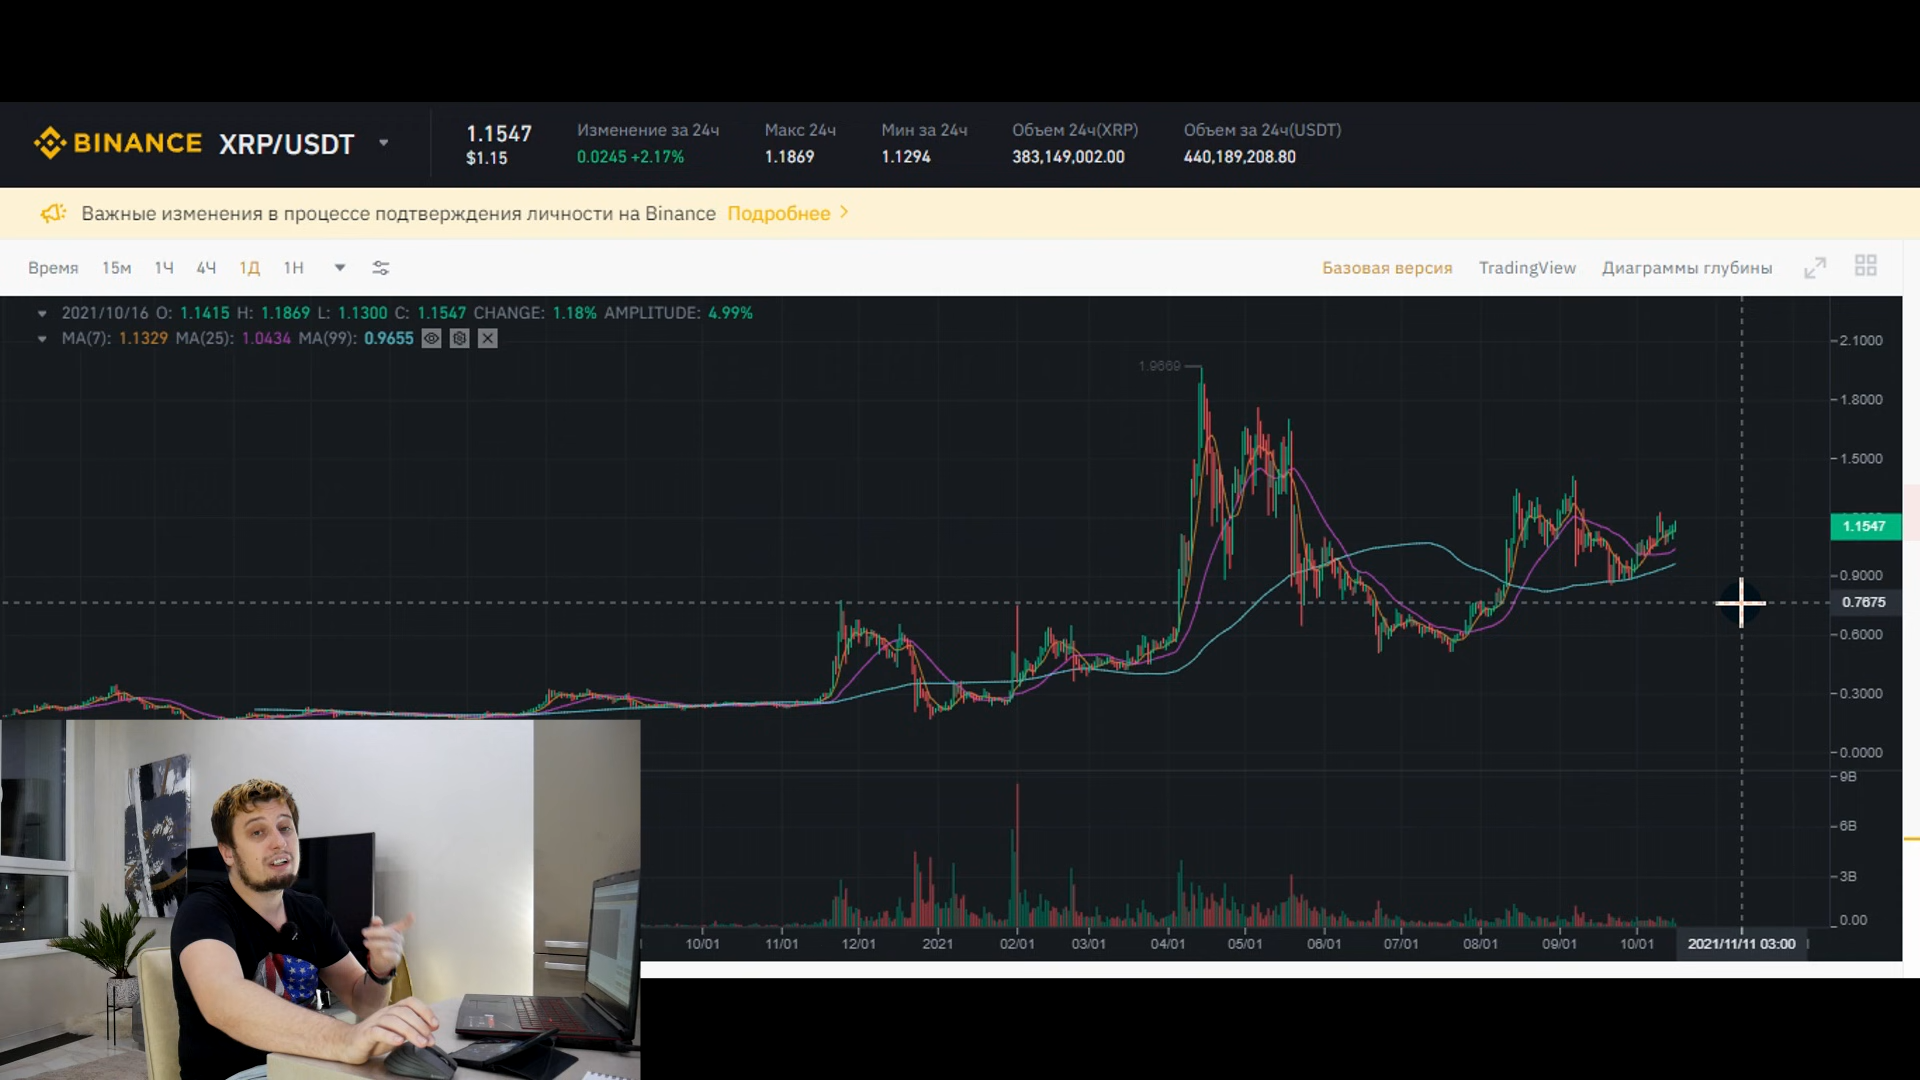 BINANCE XRP/USDT
1.1547
$1.15
Изменение за 24ч
0.0245 +2.17%
Макс 24ч
1.1869
Мин за 24ч
1.1294
Объем 24ч(XRP)
383,149,002.00
Объем за 24ч(USDT)
440,189,208.80
Важные изменения в процессе подтверждения личности на Binance Подробнее
Время 15м 1Ч 4Ч 1Д 1Н
Базовая версия TradingView Диаграммы глубины
2021/10/16 O: 1.1415 H: 1.1869 L: 1.1300 C: 1.1547 CHANGE: 1.18% AMPLITUDE: 4.99%
MA(7): 1.1329 MA(25): 1.0434 MA(99): 0.9655
1.9669
2.1000
1.8000
1.5000
1.1547
0.9000
0.7675
0.6000
0.3000
0.0000
9B
6B
3B
0.00
10/01 11/01 12/01 2021 02/01 03/01 04/01 05/01 06/01 07/01 08/01 09/01 10/01 2021/11/11 03:00